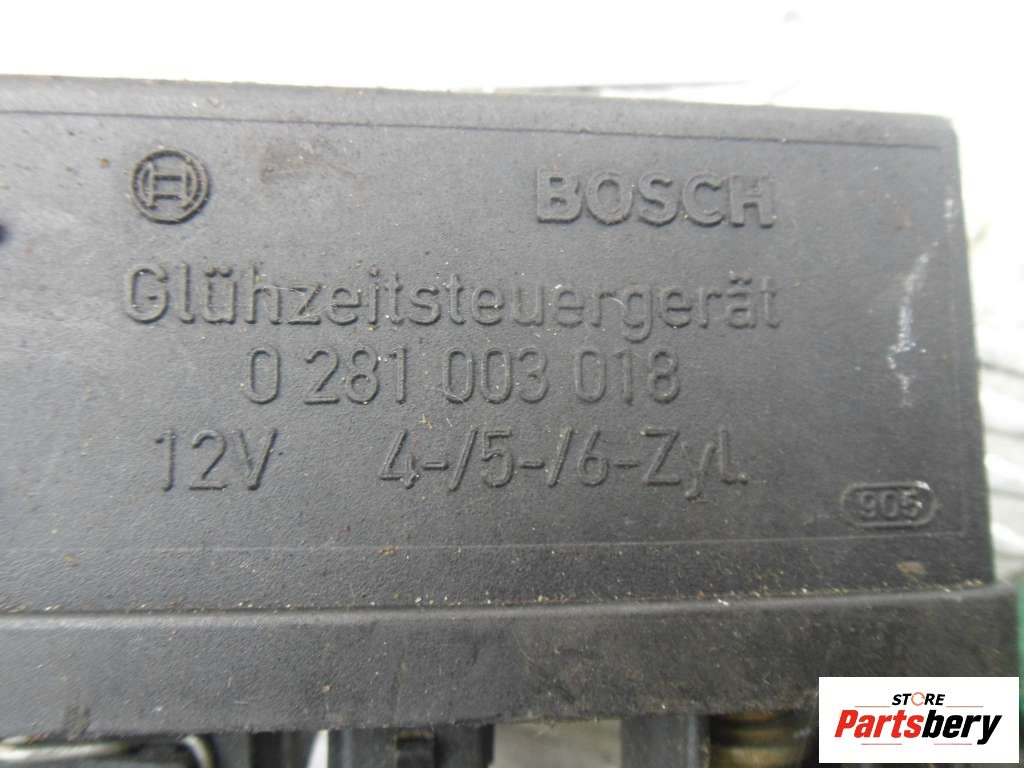 BOSCH
Glühzeitsteuergerät
0 281 003 018
12V 4-/5-/6-Zyl.
905
STORE
Partsbery